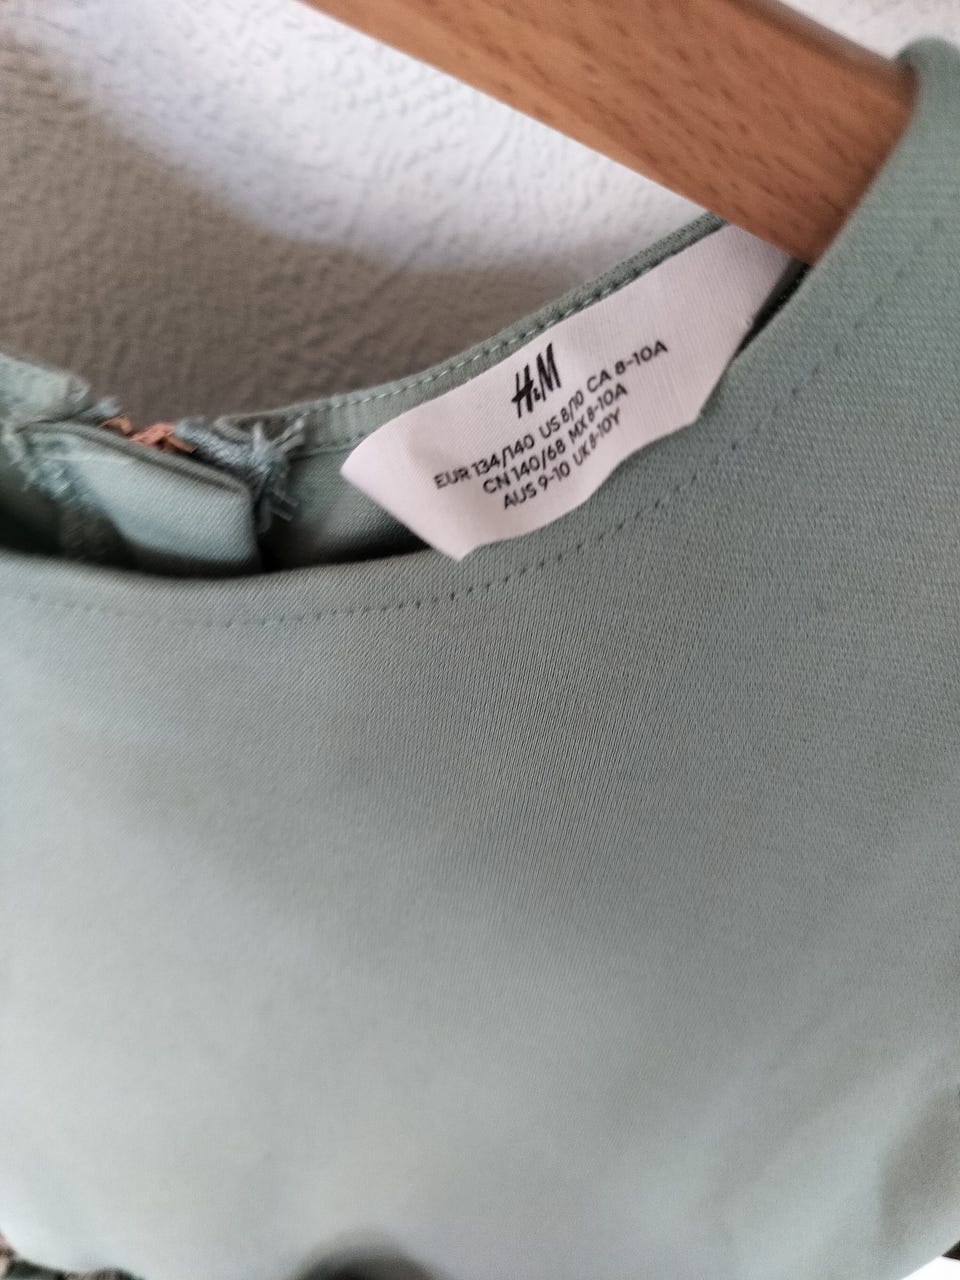 H&M
EUR 134/140 US 8/10 CA 8-10A
CN 140/68 MX 8-10A
AUS 9-10 UK 8-10Y